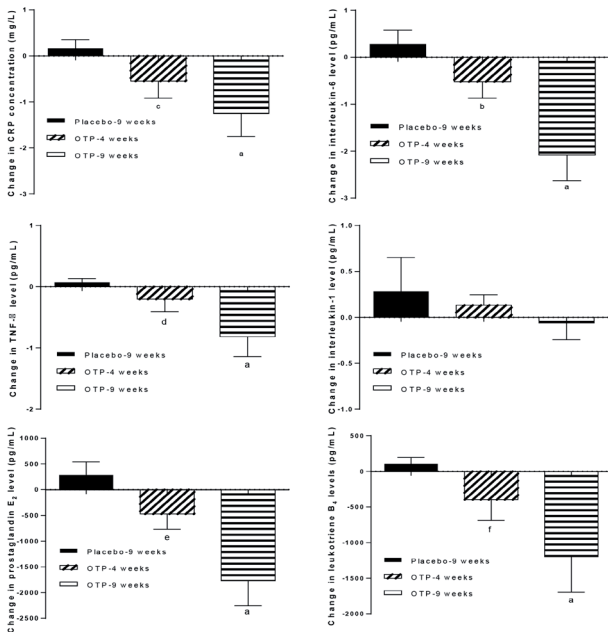 Change in CRP concentration (mg/L)
1
0
-1
-2
-3
c
a
Placebo-9 weeks
OTP-4 weeks
OTP-9 weeks
Change in interleukin-6 level (pg/mL)
1
0
-1
-2
-3
b
a
Placebo-9 weeks
OTP-4 weeks
OTP-9 weeks
Change in TNF- level (pg/mL)
1
0
-1
-2
d
a
Placebo-9 weeks
OTP-4 weeks
OTP-9 weeks
Change in interleukin-1 level (pg/mL)
1.0
0.5
0.0
-0.5
-1.0
Placebo-9 weeks
OTP-4 weeks
OTP-9 weeks
Change in prostaglandin E2 level (pg/mL)
1000
500
0
-500
-1000
-1500
-2000
-2500
e
a
Placebo-9 weeks
OTP-4 weeks
OTP-9 weeks
Change in leukotriene B4 levels (pg/mL)
500
0
-500
-1000
-1500
-2000
f
a
Placebo-9 weeks
OTP-4 weeks
OTP-9 weeks